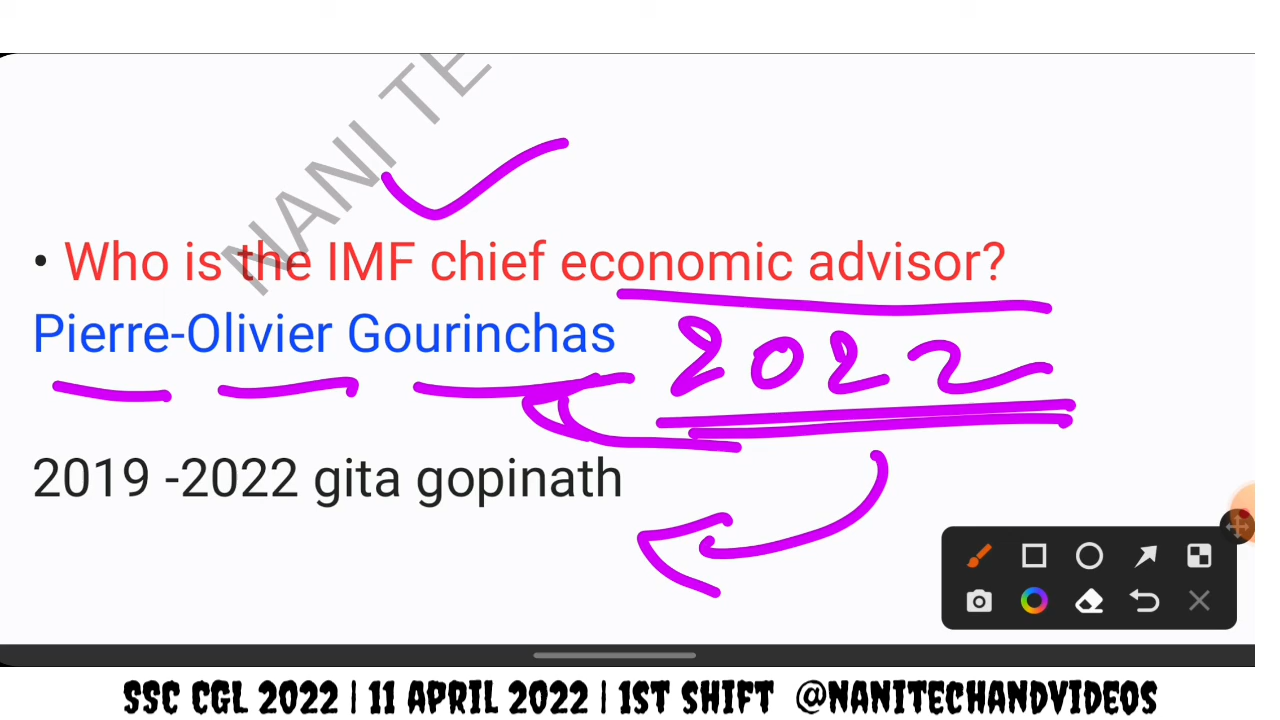 NANI TE
• Who is the IMF chief economic advisor?
Pierre-Olivier Gourinchas 2022
2019 -2022 gita gopinath
SSC CGL 2022 | 11 APRIL 2022 | 1ST SHIFT @NANITECHANDVIDEOS